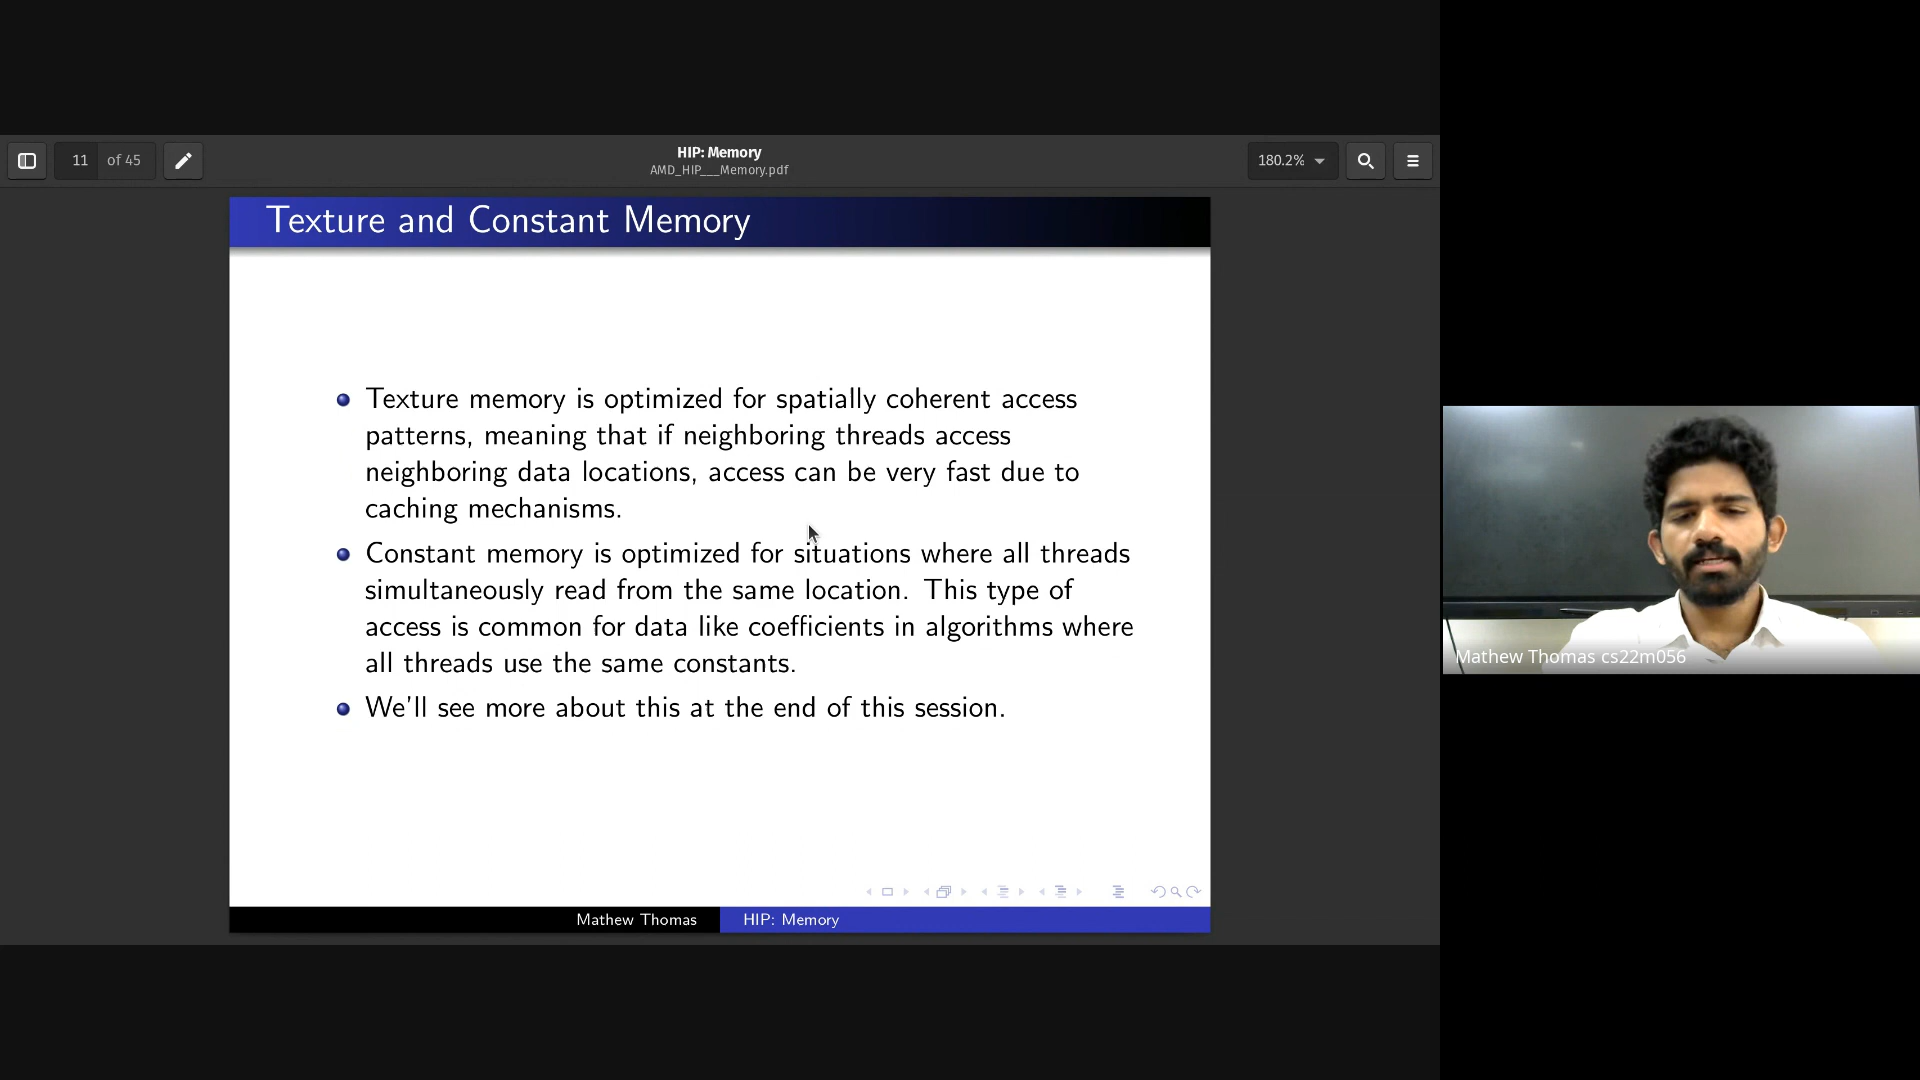 11 of 45
HIP: Memory
AMD_HIP___Memory.pdf
180.2%
Texture and Constant Memory
Texture memory is optimized for spatially coherent access
patterns, meaning that if neighboring threads access
neighboring data locations, access can be very fast due to
caching mechanisms.
Constant memory is optimized for situations where all threads
simultaneously read from the same location. This type of
access is common for data like coefficients in algorithms where
all threads use the same constants.
We'll see more about this at the end of this session.
Mathew Thomas
HIP: Memory
Mathew Thomas cs22m056